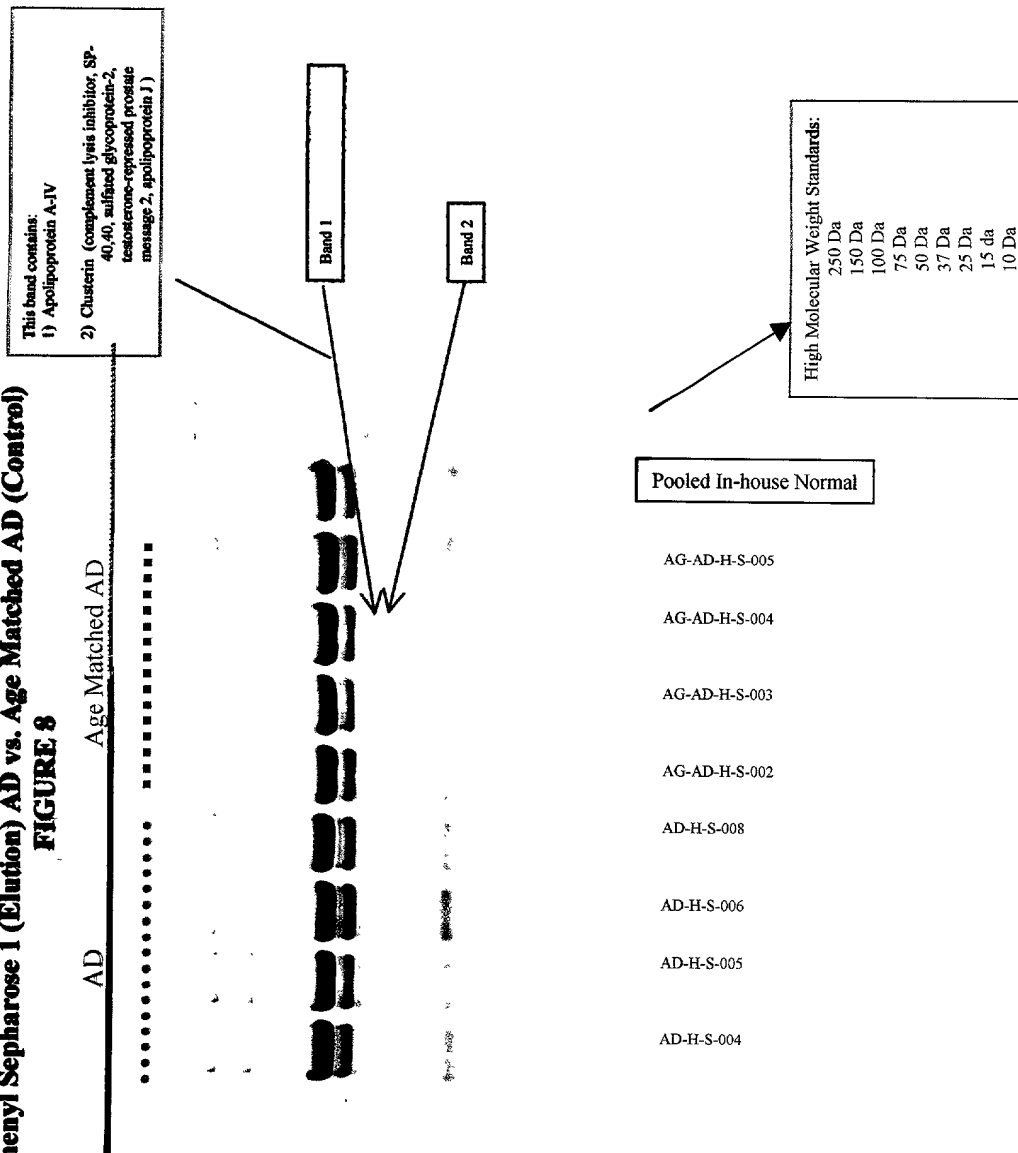 Sepharose 1 (Elution) AD vs. Age Matched AD (Control)
FIGURE 8
AD
Age Matched AD
This band contains:
1) Apolipoprotein A-IV
2) Clusterin (complement lysis inhibitor, SP-
40,40, sulfated glycoprotein-2,
testosterone-repressed prostate
message 2, apolipoprotein J )
Band 1
Band 2
Pooled In-house Normal
AG-AD-H-S-005
AG-AD-H-S-004
AG-AD-H-S-003
AG-AD-H-S-002
AD-H-S-008
AD-H-S-006
AD-H-S-005
AD-H-S-004
High Molecular Weight Standards:
250 Da
150 Da
100 Da
75 Da
50 Da
37 Da
25 Da
15 da
10 Da